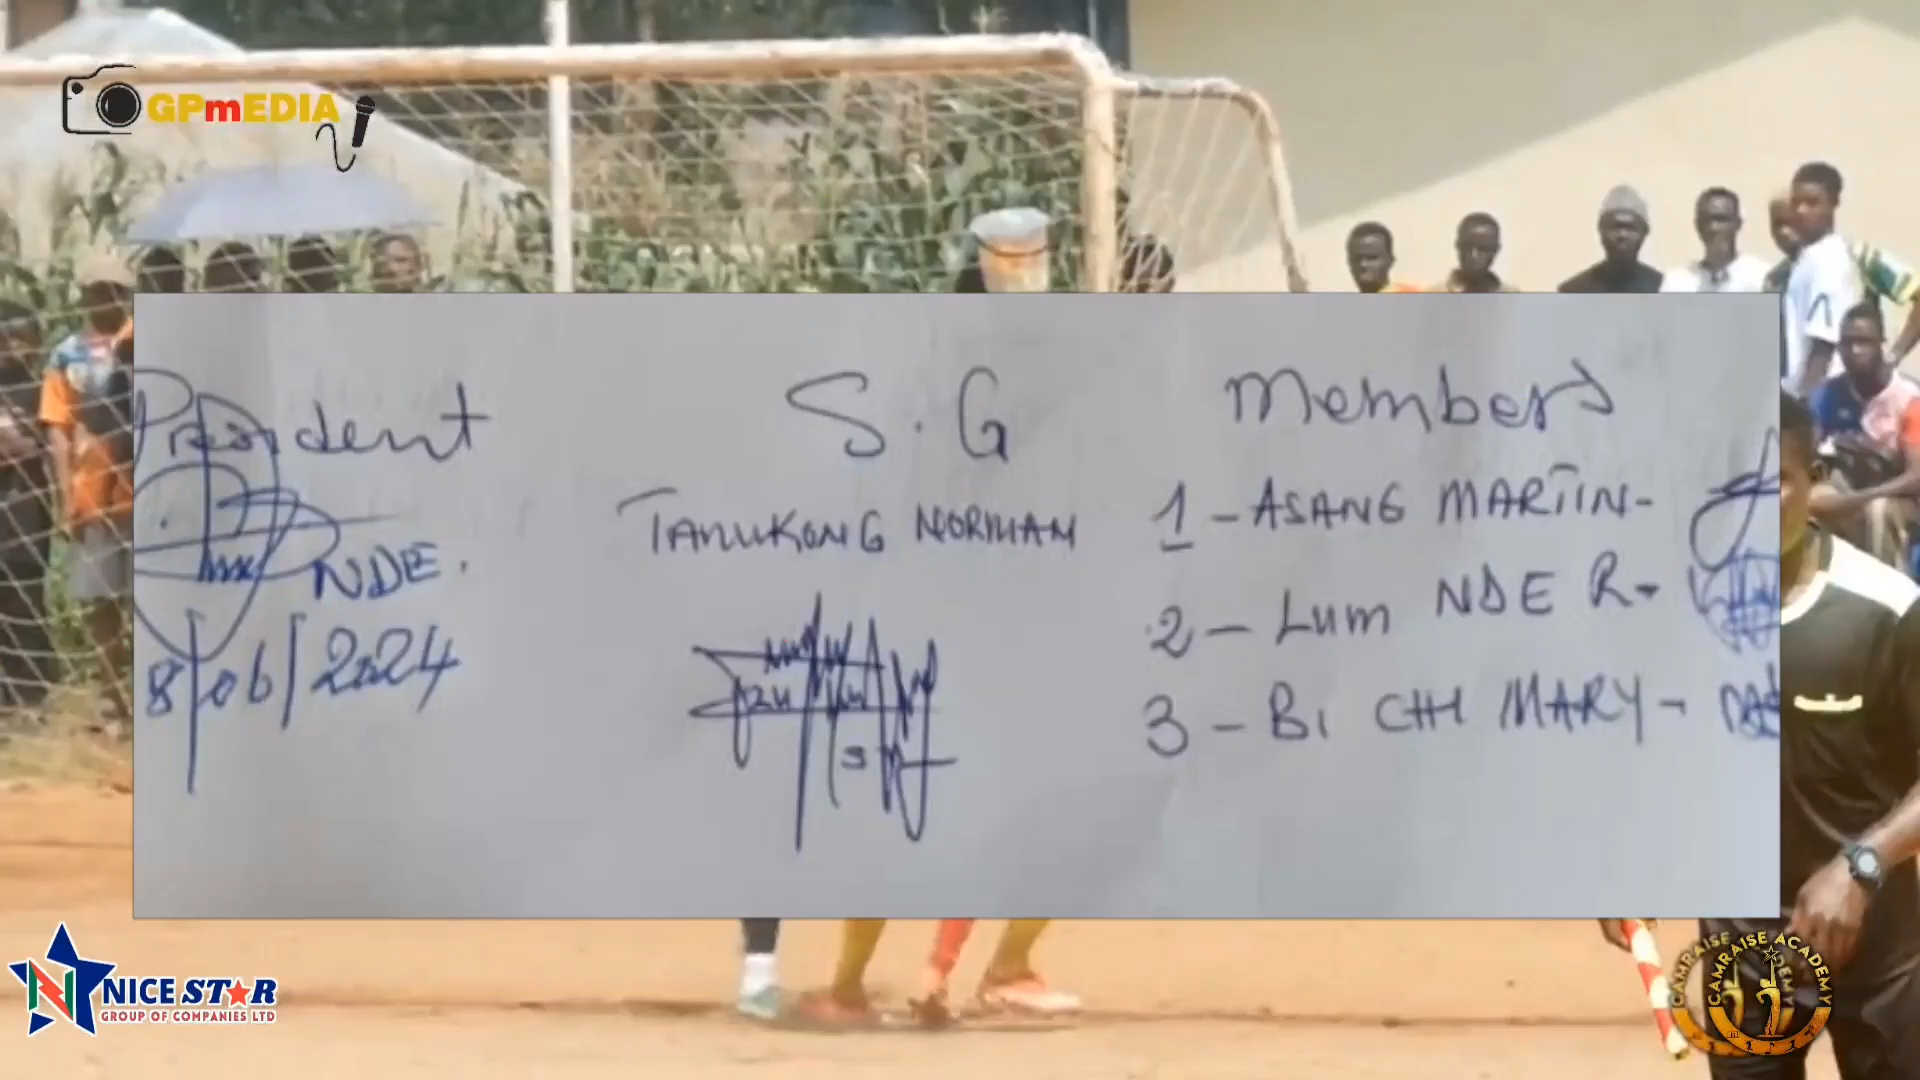 GPmEDIA
President
NDE.
8/06/2024
S.G
TANUKONG NORMAN
Members
1 - ASANG MARTIN-
2 - Lum NDE R-
3 - BI CHI MARY -
NICE STAR
GROUP OF COMPANIES LTD
CAMRAISE ACADEMY